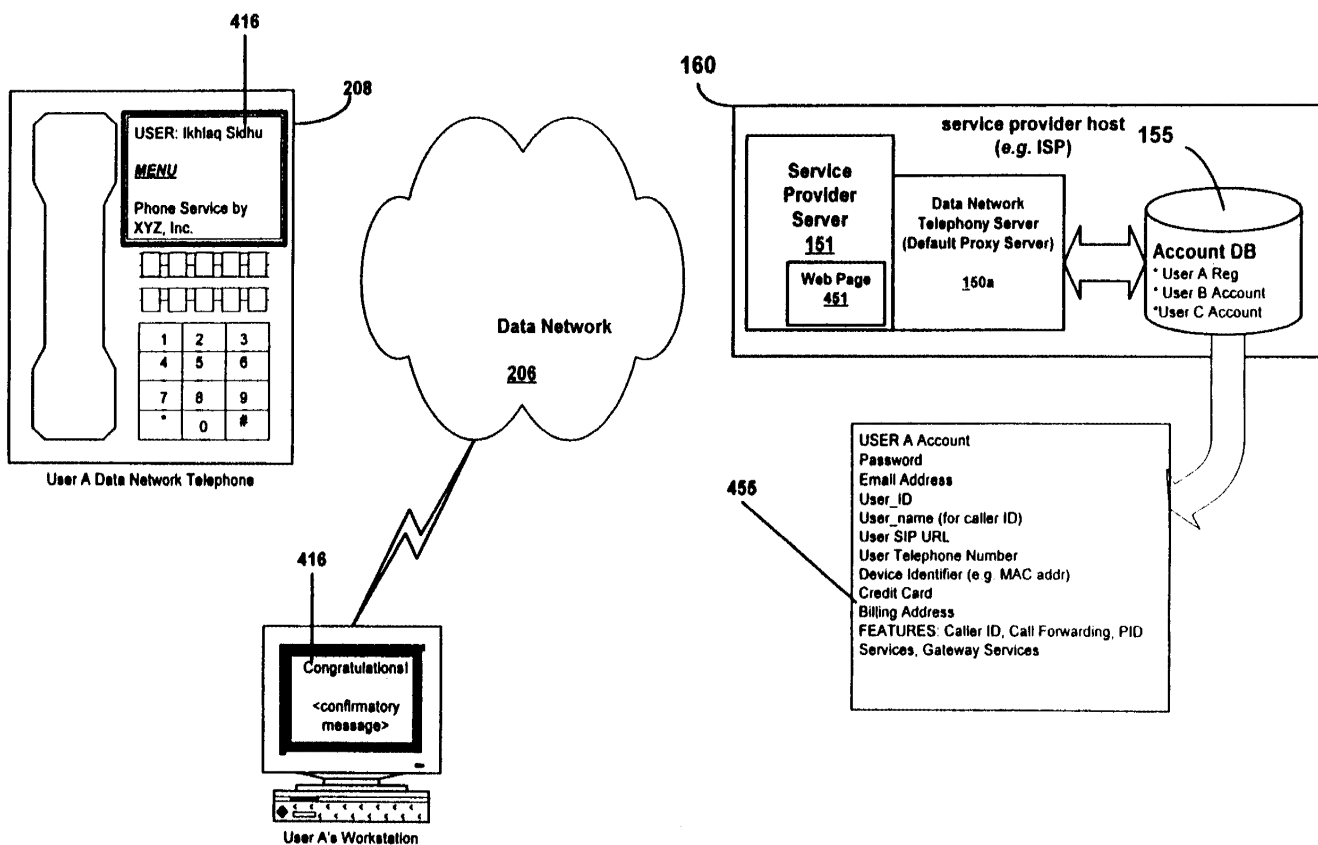 416
208
USER: Ikhlaq Sidhu
MENU
Phone Service by
XYZ, Inc.
1 2 3
4 5 6
7 8 9
* 0 #
User A Data Network Telephone
Data Network
206
416
Congratulations!
<confirmatory
message>
User A's Workstation
160
service provider host
(e.g. ISP)
155
Service
Provider
Server
151
Web Page
451
Data Network
Telephony Server
(Default Proxy Server)
150a
Account DB
* User A Reg
* User B Account
*User C Account
455
USER A Account
Password
Email Address
User_ID
User_name (for caller ID)
User SIP URL
User Telephone Number
Device Identifier (e.g. MAC addr)
Credit Card
Billing Address
FEATURES: Caller ID, Call Forwarding, PID
Services, Gateway Services